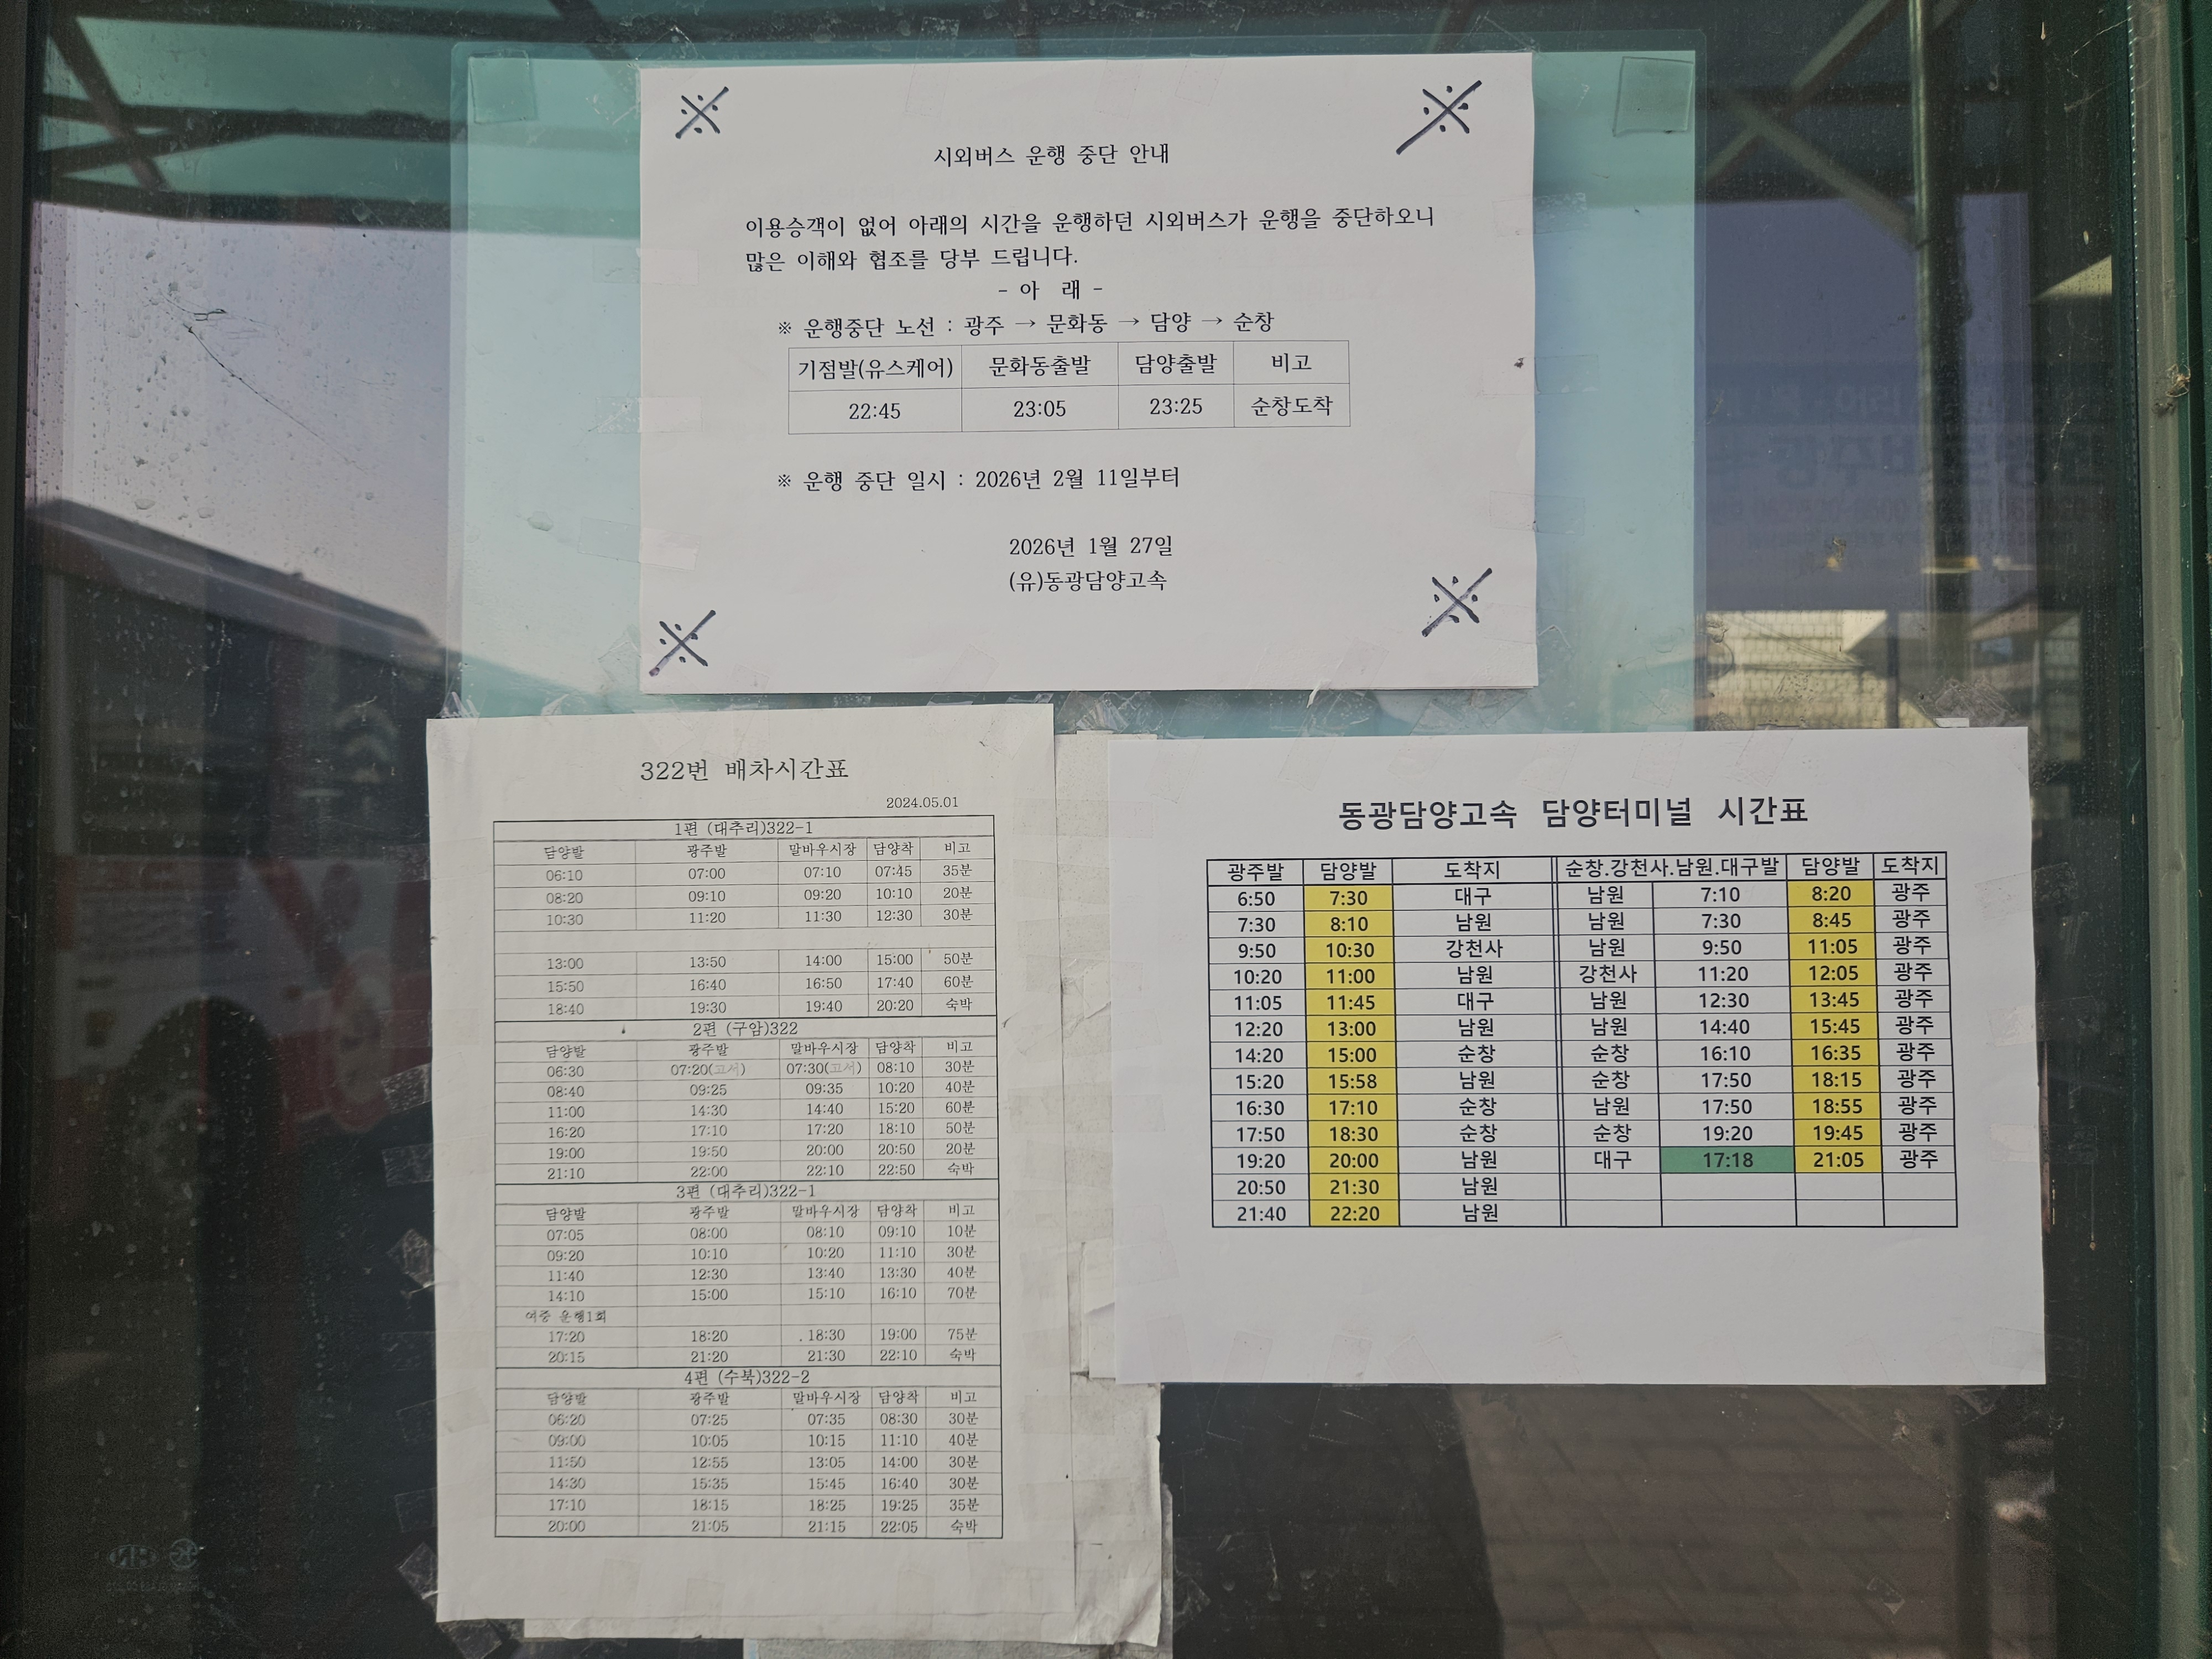 시외버스 운행 중단 안내
이용승객이 없어 아래의 시간을 운행하던 시외버스가 운행을 중단하오니
많은 이해와 협조를 당부 드립니다.
- 아 래 -
※ 운행중단 노선 : 광주 → 문화동 → 담양 → 순창
기점발(유스케어) 문화동출발 담양출발 비고
22:45 23:05 23:25 순창도착
※ 운행 중단 일시 : 2026년 2월 11일부터
2026년 1월 27일
(유)동광담양고속
322번 배차시간표
2024.05.01
1편 (대추리)322-1
담양발 광주발 말바우시장 담양착 비고
06:10 07:00 07:10 07:45 35분
08:20 09:10 09:20 10:10 20분
10:30 11:20 11:30 12:30 30분
13:00 13:50 14:00 15:00 50분
15:50 16:40 16:50 17:40 60분
18:40 19:30 19:40 20:20 숙박
2편 (구암)322
담양발 광주발 말바우시장 담양착 비고
06:30 07:20(고서) 07:30(고서) 08:10 30분
08:40 09:25 09:35 10:20 40분
11:00 14:30 14:40 15:20 60분
16:20 17:10 17:20 18:10 50분
19:00 19:50 20:00 20:50 20분
21:10 22:00 22:10 22:50 숙박
3편 (대추리)322-1
담양발 광주발 말바우시장 담양착 비고
07:05 08:00 08:10 09:10 10분
09:20 10:10 10:20 11:10 30분
11:40 12:30 13:40 13:30 40분
14:10 15:00 15:10 16:10 70분
여중 운행1회
17:20 18:20 18:30 19:00 75분
20:15 21:20 21:30 22:10 숙박
4편 (수북)322-2
담양발 광주발 말바우시장 담양착 비고
06:20 07:25 07:35 08:30 30분
09:00 10:05 10:15 11:10 40분
11:50 12:55 13:05 14:00 30분
14:30 15:35 15:45 16:40 30분
17:10 18:15 18:25 19:25 35분
20:00 21:05 21:15 22:05 숙박
동광담양고속 담양터미널 시간표
광주발 담양발 도착지 순창.강천사.남원.대구발 담양발 도착지
6:50 7:30 대구 남원 7:10 8:20 광주
7:30 8:10 남원 남원 7:30 8:45 광주
9:50 10:30 강천사 남원 9:50 11:05 광주
10:20 11:00 남원 강천사 11:20 12:05 광주
11:05 11:45 대구 남원 12:30 13:45 광주
12:20 13:00 남원 남원 14:40 15:45 광주
14:20 15:00 순창 순창 16:10 16:35 광주
15:20 15:58 남원 순창 17:50 18:15 광주
16:30 17:10 순창 남원 17:50 18:55 광주
17:50 18:30 순창 순창 19:20 19:45 광주
19:20 20:00 남원 대구 17:18 21:05 광주
20:50 21:30 남원
21:40 22:20 남원